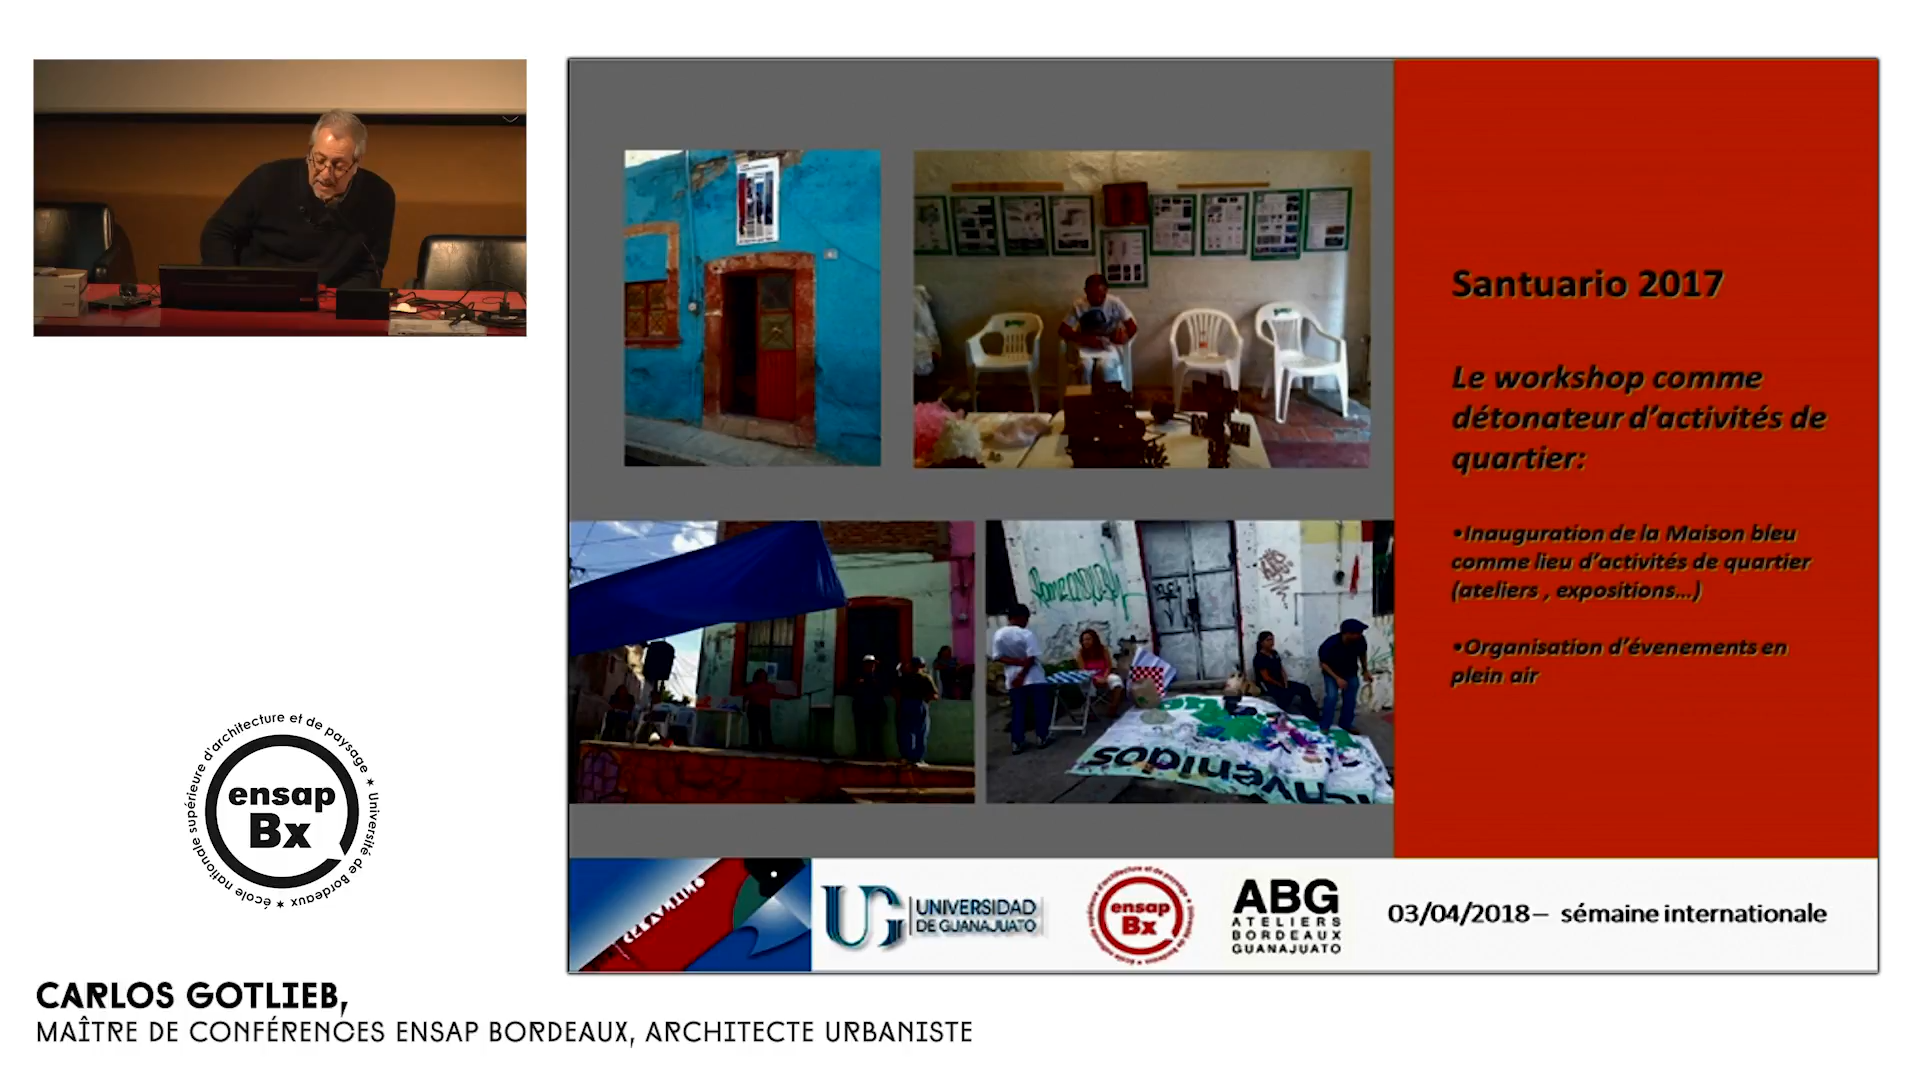 Santuario 2017
Le workshop comme
détonateur d'activités de
quartier:
•Inauguration de la Maison bleu
comme lieu d'activités de quartier
(ateliers , expositions...)
•Organisation d'évenements en
plein air
Romeo
nvenidos
UG UNIVERSIDAD
DE GUANAJUATO
ensap
Bx
ABG
ATELIERS
BORDEAUX
GUANAJUATO
03/04/2018– sémaine internationale
école nationale supérieure d'architecture et de paysage ★ Université de Bordeaux ★
ensap
Bx
CARLOS GOTLIEB,
MAÎTRE DE CONFÉRENCES ENSAP BORDEAUX, ARCHITECTE URBANISTE